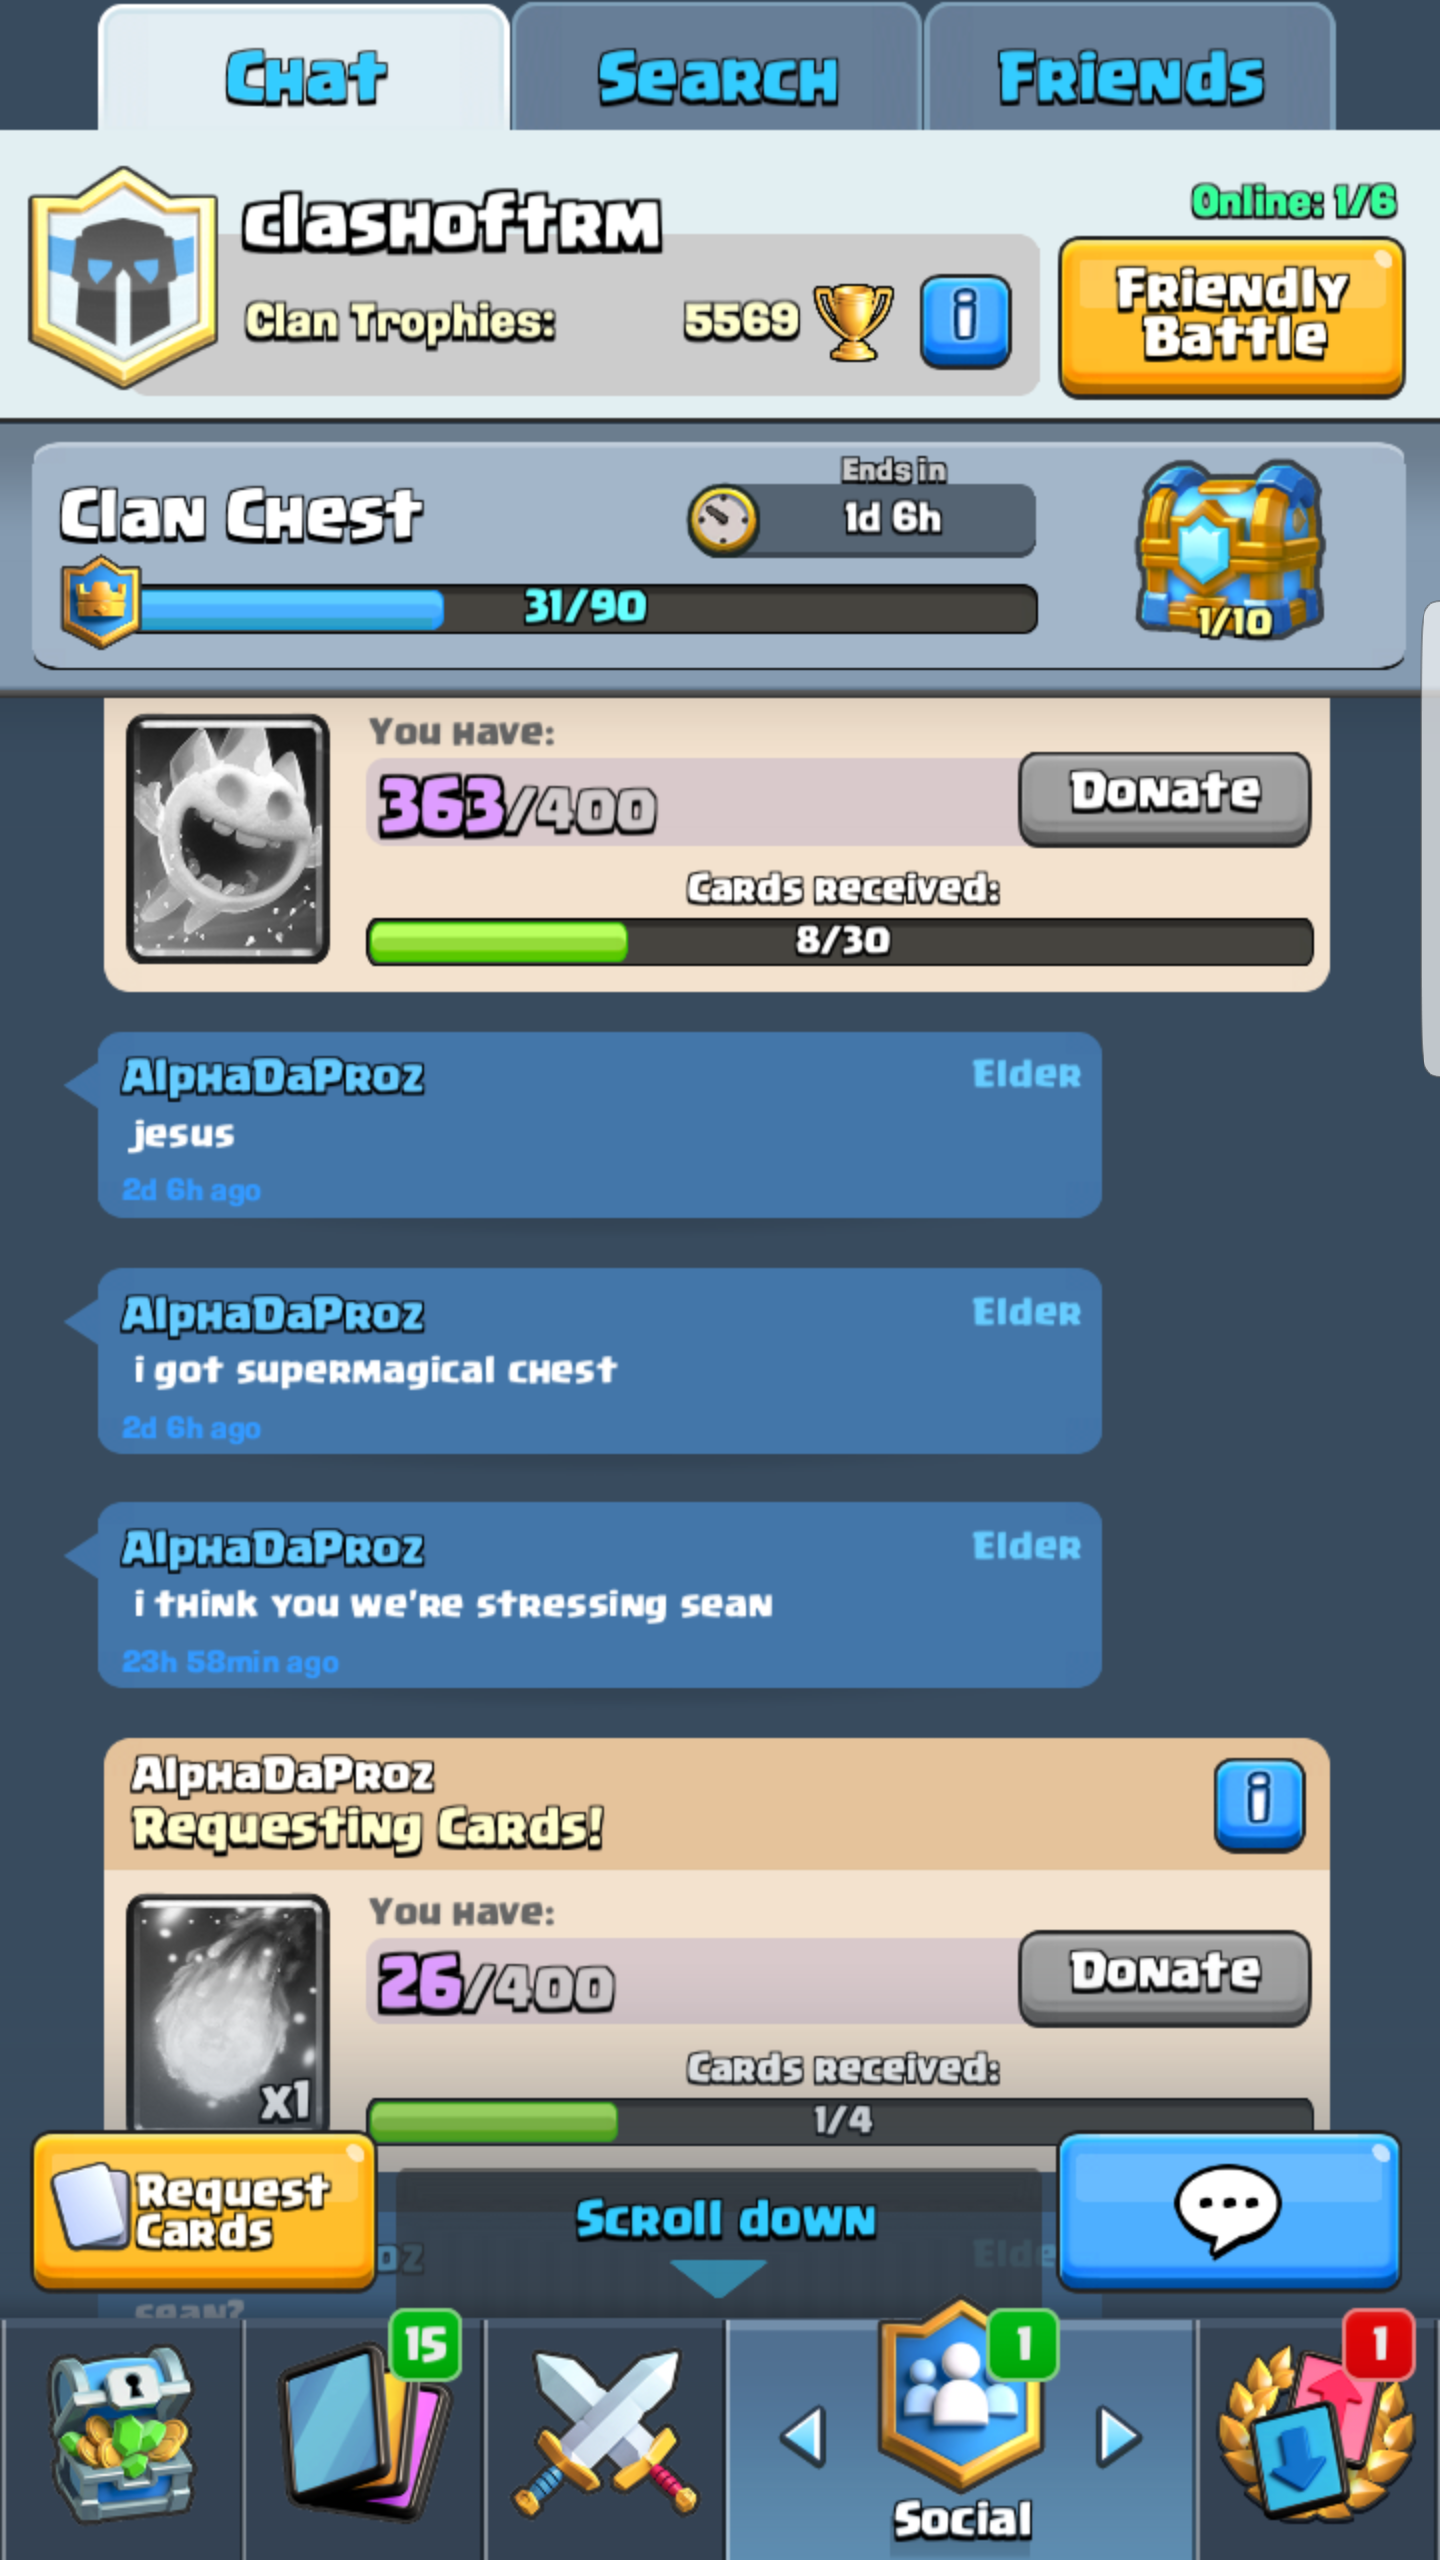 Chat
Search
Friends
clashoftrm
Online: 1/6
Clan Trophies: 5569
i
Friendly
Battle
Clan Chest
Ends in
1d 6h
31/90
1/10
You have:
363/400
Donate
Cards received:
8/30
AlphaDaProz
Elder
jesus
2d 6h ago
AlphaDaProz
Elder
i got supermagical chest
2d 6h ago
AlphaDaProz
Elder
i think you we're stressing sean
23h 58min ago
AlphaDaProz
Requesting Cards!
i
You have:
26/400
Donate
x1
Cards received:
1/4
Request
Cards
Scroll down
oz
Elde
sean?
15
1
Social
1